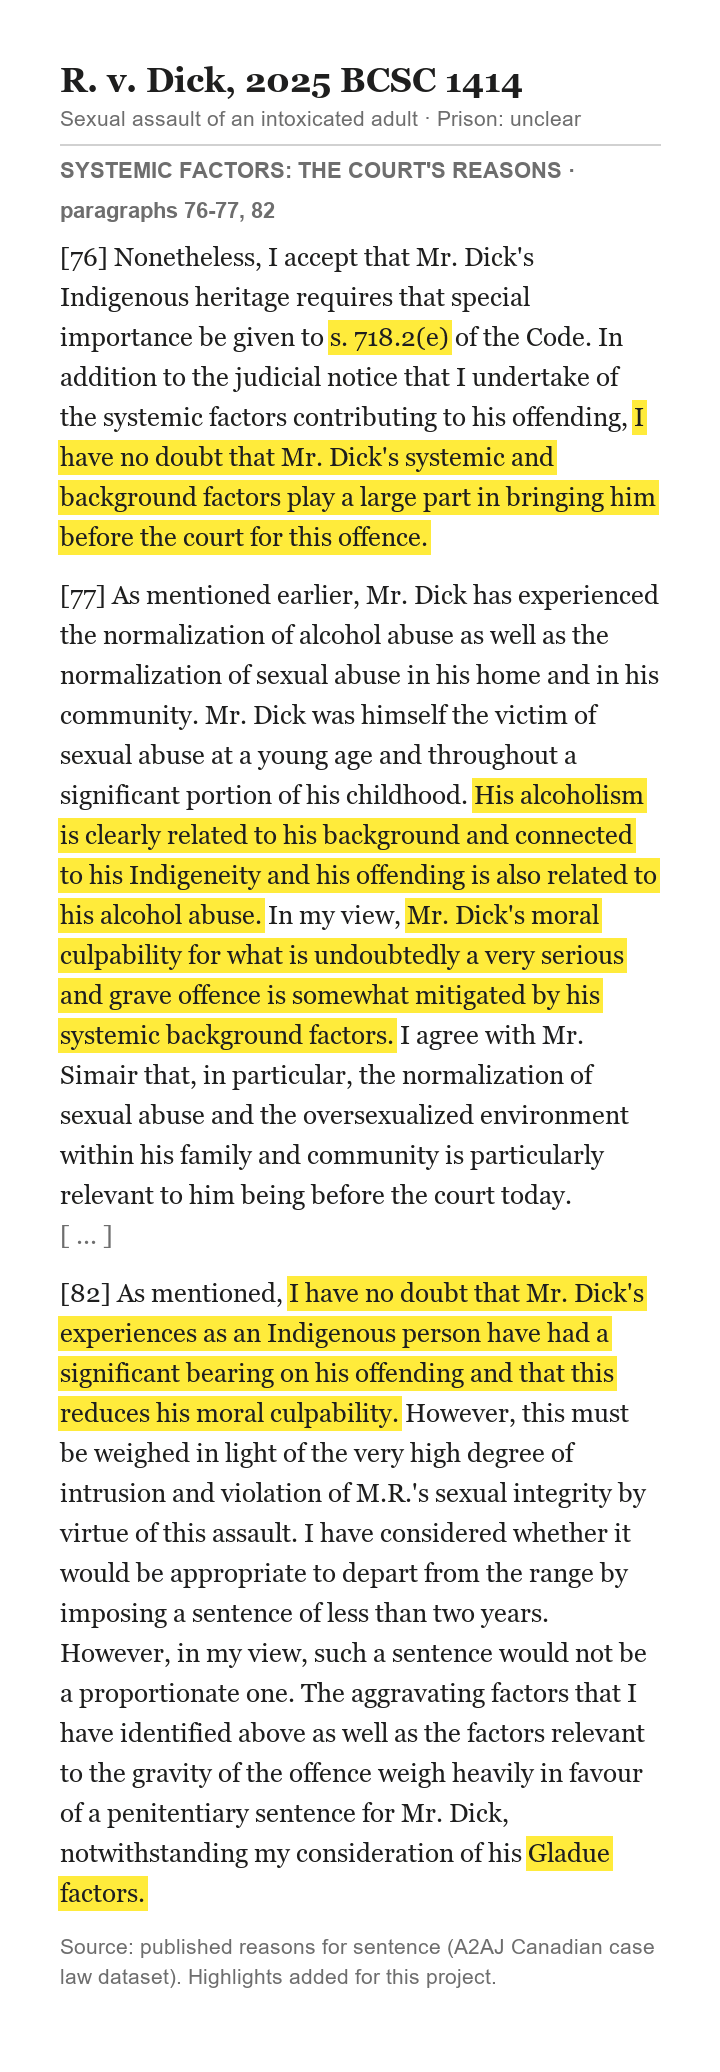 R. v. Dick, 2025 BCSC 1414
Sexual assault of an intoxicated adult · Prison: unclear
SYSTEMIC FACTORS: THE COURT'S REASONS ·
paragraphs 76-77, 82
[76] Nonetheless, I accept that Mr. Dick's
Indigenous heritage requires that special
importance be given to s. 718.2(e) of the Code. In
addition to the judicial notice that I undertake of
the systemic factors contributing to his offending, I
have no doubt that Mr. Dick's systemic and
background factors play a large part in bringing him
before the court for this offence.
[77] As mentioned earlier, Mr. Dick has experienced
the normalization of alcohol abuse as well as the
normalization of sexual abuse in his home and in his
community. Mr. Dick was himself the victim of
sexual abuse at a young age and throughout a
significant portion of his childhood. His alcoholism
is clearly related to his background and connected
to his Indigeneity and his offending is also related to
his alcohol abuse. In my view, Mr. Dick's moral
culpability for what is undoubtedly a very serious
and grave offence is somewhat mitigated by his
systemic background factors. I agree with Mr.
Simair that, in particular, the normalization of
sexual abuse and the oversexualized environment
within his family and community is particularly
relevant to him being before the court today.
[ ... ]
[82] As mentioned, I have no doubt that Mr. Dick's
experiences as an Indigenous person have had a
significant bearing on his offending and that this
reduces his moral culpability. However, this must
be weighed in light of the very high degree of
intrusion and violation of M.R.'s sexual integrity by
virtue of this assault. I have considered whether it
would be appropriate to depart from the range by
imposing a sentence of less than two years.
However, in my view, such a sentence would not be
a proportionate one. The aggravating factors that I
have identified above as well as the factors relevant
to the gravity of the offence weigh heavily in favour
of a penitentiary sentence for Mr. Dick,
notwithstanding my consideration of his Gladue
factors.
Source: published reasons for sentence (A2AJ Canadian case
law dataset). Highlights added for this project.